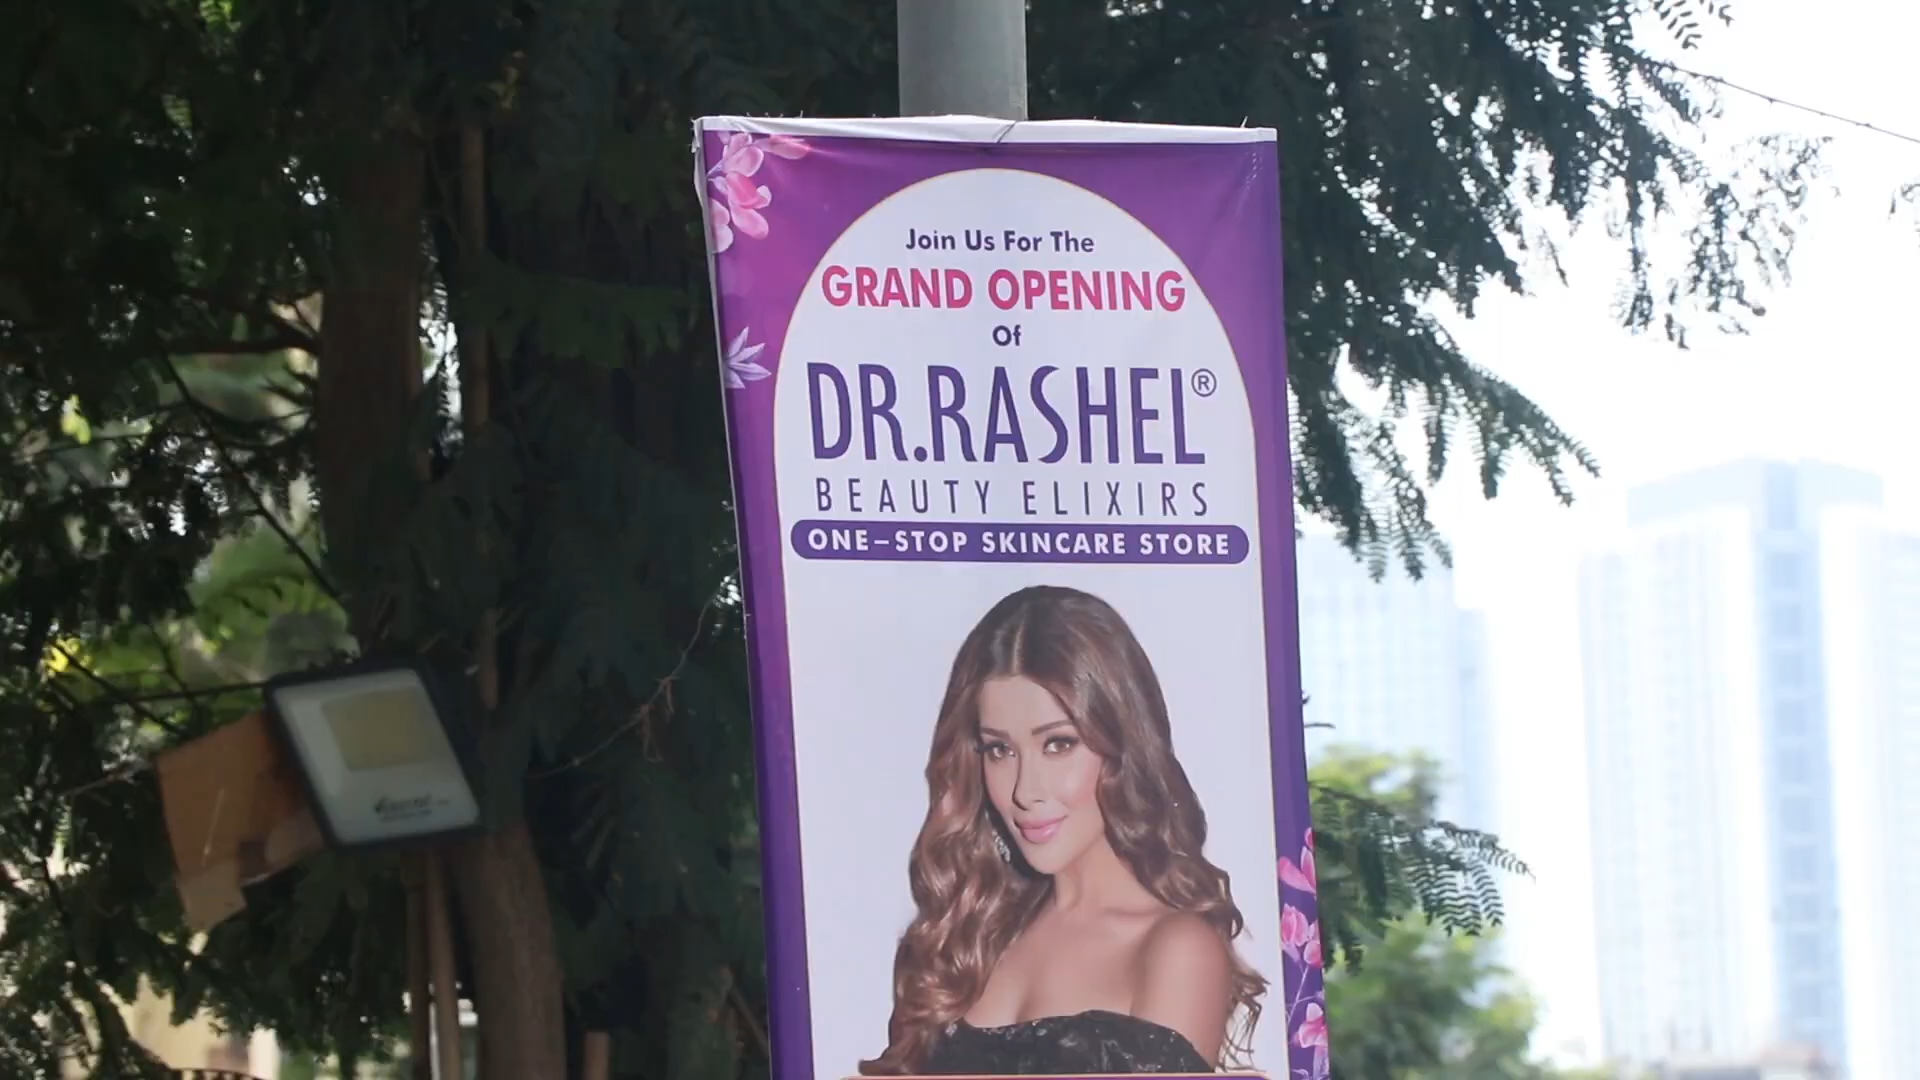 Join Us For The
GRAND OPENING
Of
DR.RASHEL®
BEAUTY ELIXIRS
ONE-STOP SKINCARE STORE